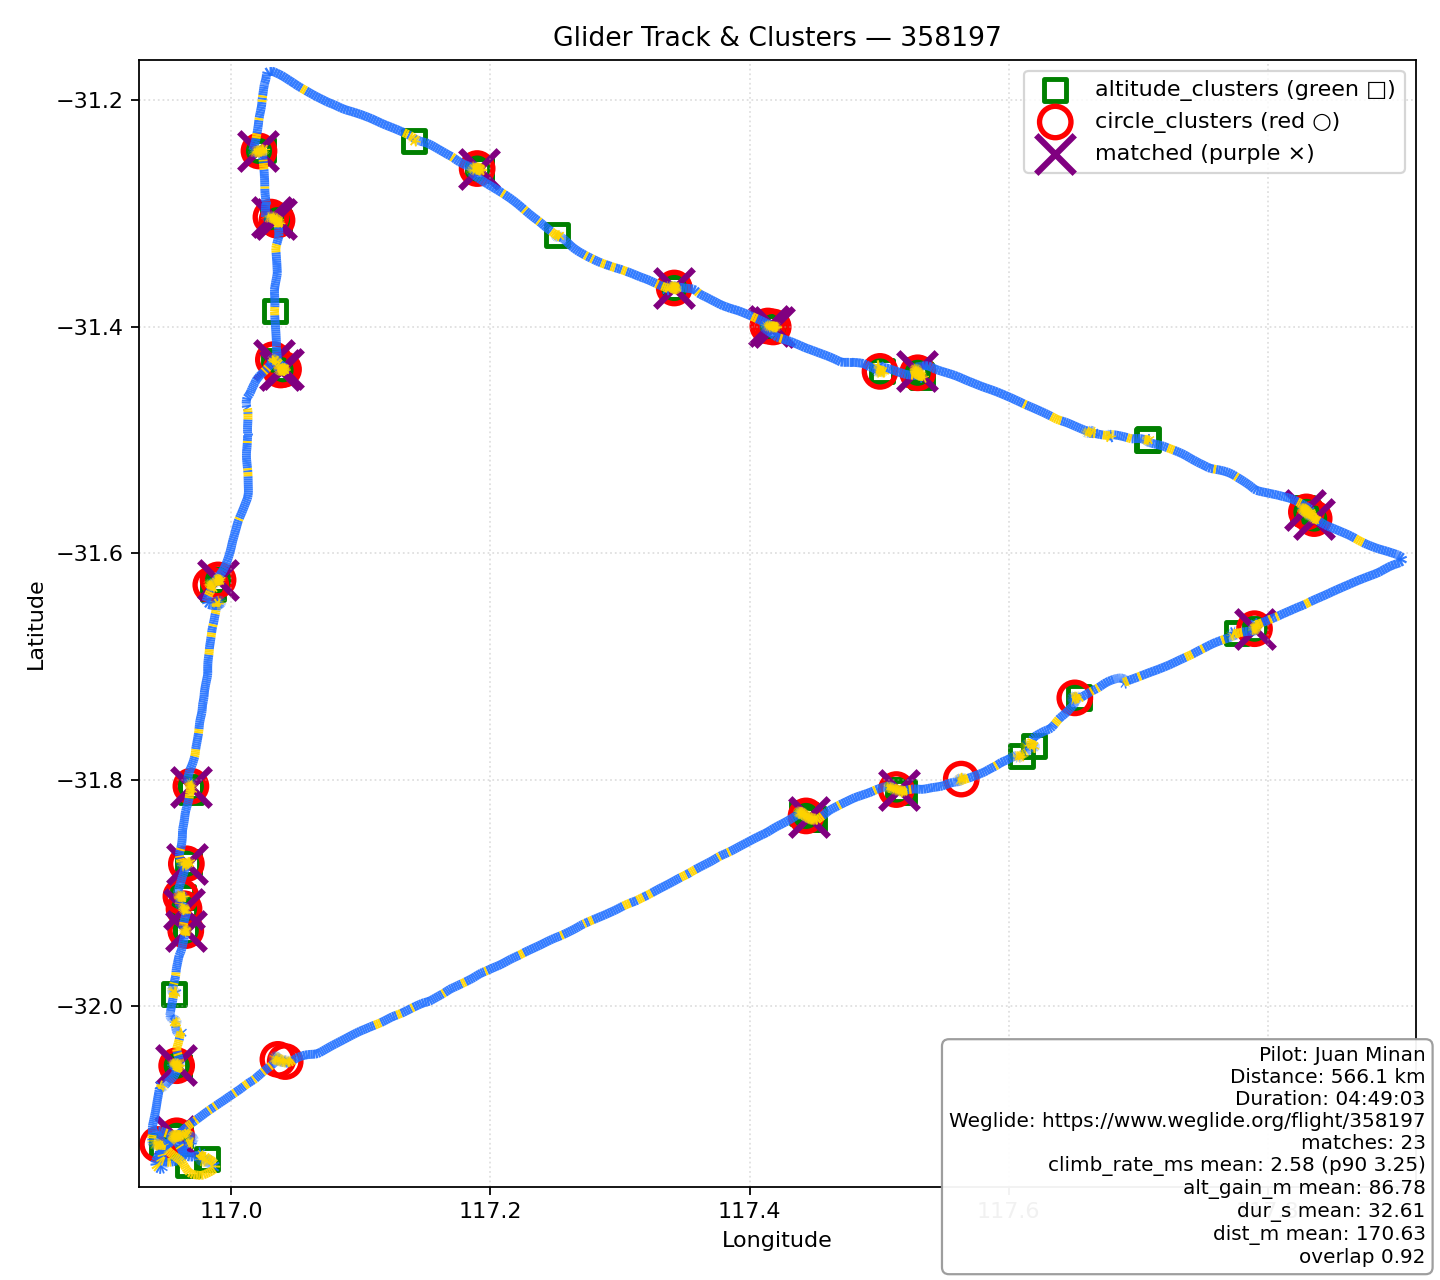 Glider Track & Clusters — 358197
altitude_clusters (green □)
circle_clusters (red ○)
matched (purple ×)
−31.2
−31.4
−31.6
−31.8
−32.0
Latitude
117.0
117.2
117.4
117.6
Longitude
Pilot: Juan Minan
Distance: 566.1 km
Duration: 04:49:03
Weglide: https://www.weglide.org/flight/358197
matches: 23
climb_rate_ms mean: 2.58 (p90 3.25)
alt_gain_m mean: 86.78
dur_s mean: 32.61
dist_m mean: 170.63
overlap 0.92